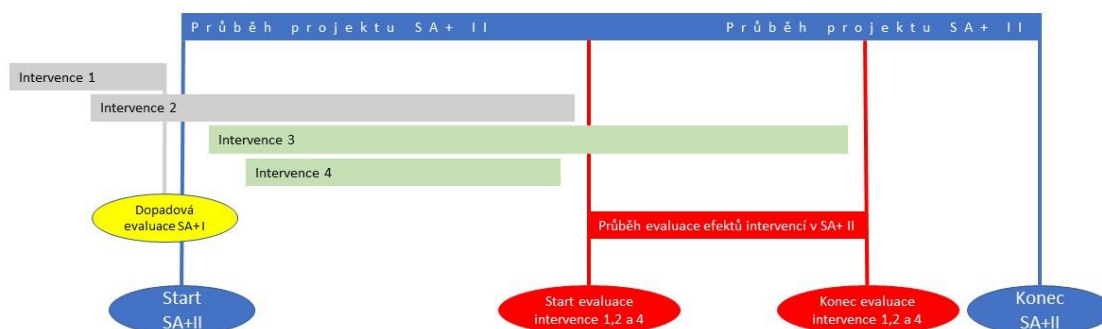 Průběh projektu SA+ II Průběh projektu SA+ II
Intervence 1
Intervence 2
Intervence 3
Intervence 4
Dopadová
evaluace SA+I
Průběh evaluace efektů intervencí v SA+ II
Start
SA+II
Start evaluace
intervence 1,2 a 4
Konec evaluace
intervence 1,2 a 4
Konec
SA+II